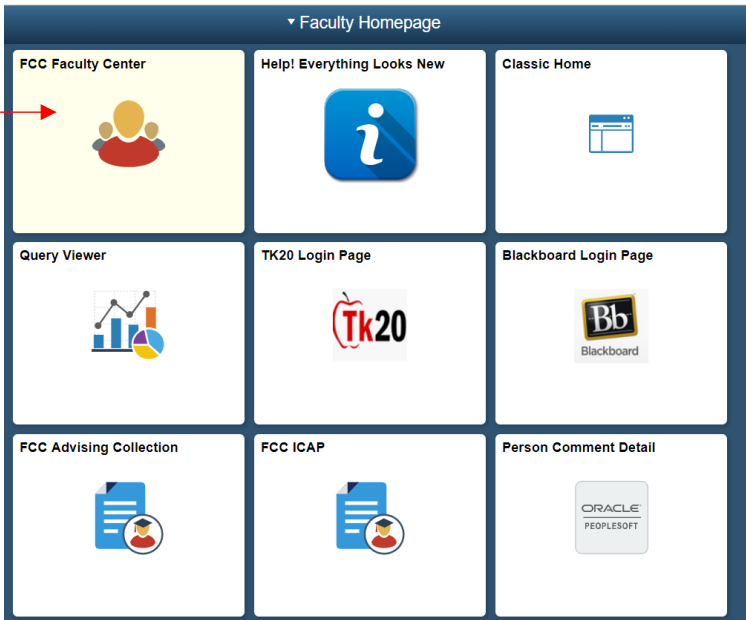 Faculty Homepage
FCC Faculty Center
Help! Everything Looks New
Classic Home
i
Query Viewer
TK20 Login Page
Blackboard Login Page
Tk20
Bb
Blackboard
FCC Advising Collection
FCC ICAP
Person Comment Detail
ORACLE'
PEOPLESOFT